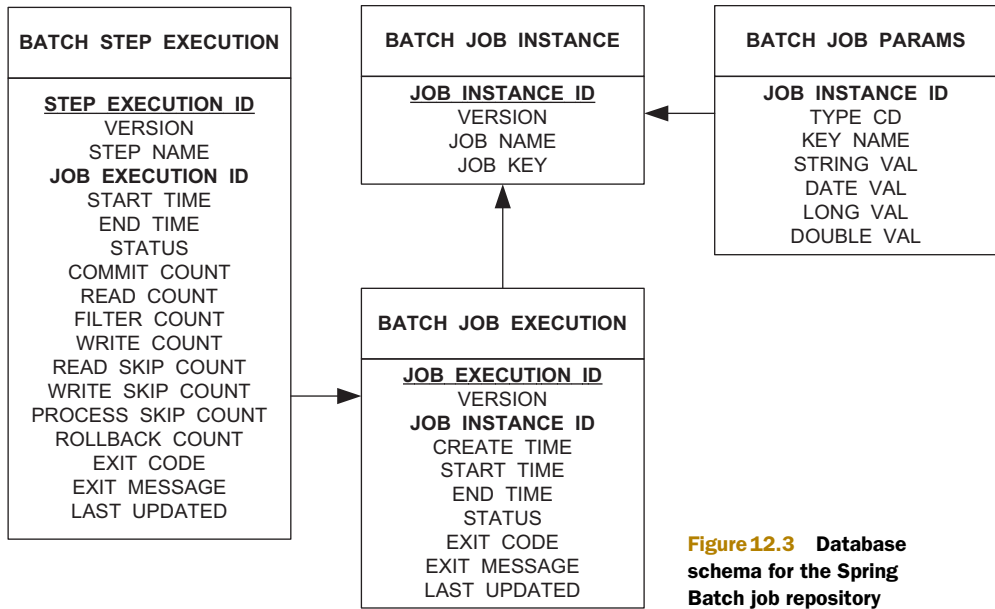 BATCH STEP EXECUTION
STEP EXECUTION ID
VERSION
STEP NAME
JOB EXECUTION ID
START TIME
END TIME
STATUS
COMMIT COUNT
READ COUNT
FILTER COUNT
WRITE COUNT
READ SKIP COUNT
WRITE SKIP COUNT
PROCESS SKIP COUNT
ROLLBACK COUNT
EXIT CODE
EXIT MESSAGE
LAST UPDATED
BATCH JOB INSTANCE
JOB INSTANCE ID
VERSION
JOB NAME
JOB KEY
BATCH JOB PARAMS
JOB INSTANCE ID
TYPE CD
KEY NAME
STRING VAL
DATE VAL
LONG VAL
DOUBLE VAL
BATCH JOB EXECUTION
JOB EXECUTION ID
VERSION
JOB INSTANCE ID
CREATE TIME
START TIME
END TIME
STATUS
EXIT CODE
EXIT MESSAGE
LAST UPDATED
Figure 12.3 Database
schema for the Spring
Batch job repository